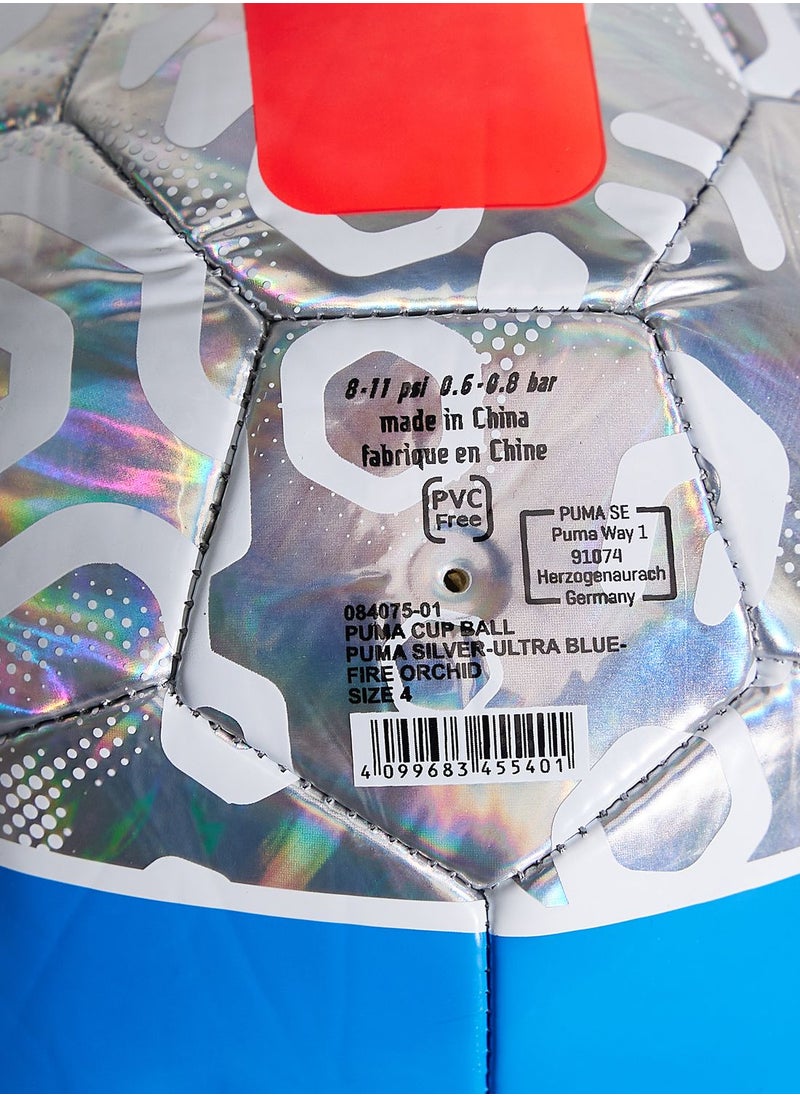 8-11 psi 0.6-0.8 bar
made in China
fabrique en Chine
PVC
Free
PUMA SE
Puma Way 1
91074
Herzogenaurach
Germany
084075-01
PUMA CUP BALL
PUMA SILVER-ULTRA BLUE-
FIRE ORCHID
SIZE 4
4 099683 455401